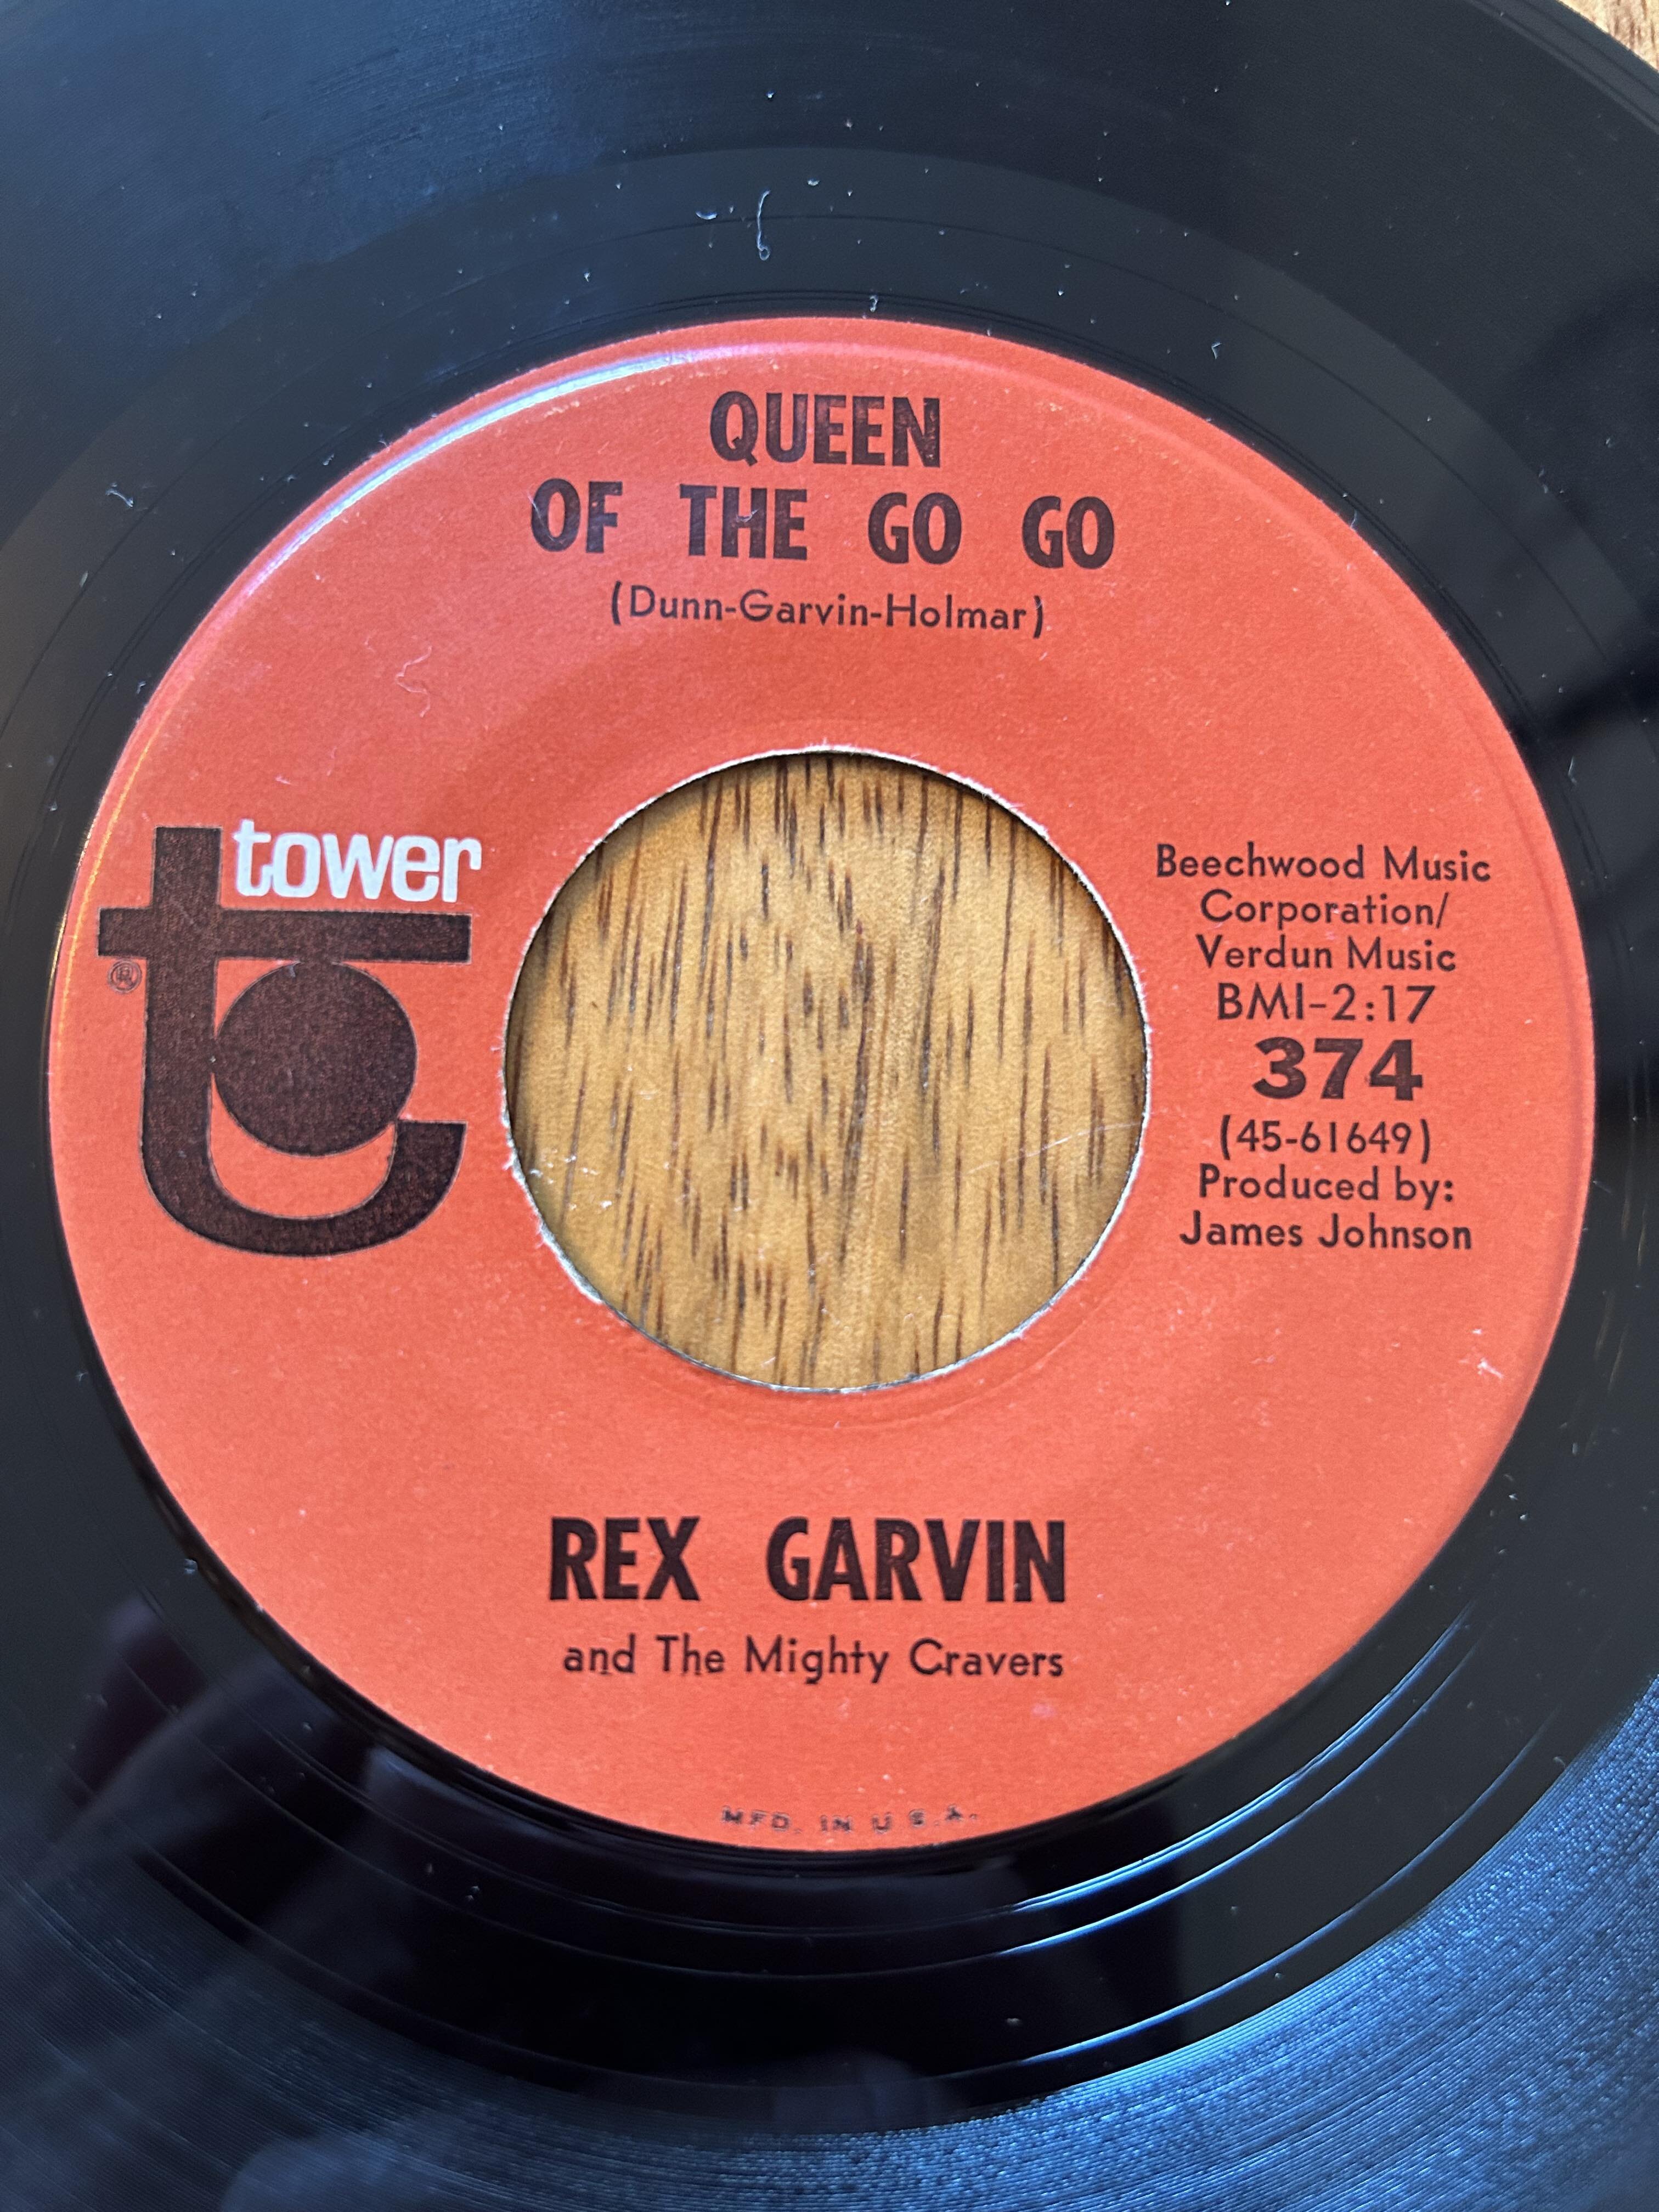 QUEEN
OF THE GO GO
(Dunn-Garvin-Holmar)
tower
®
Beechwood Music
Corporation/
Verdun Music
BMI-2:17
374
(45-61649)
Produced by:
James Johnson
REX GARVIN
and The Mighty Cravers
MFD. IN U.S.A.